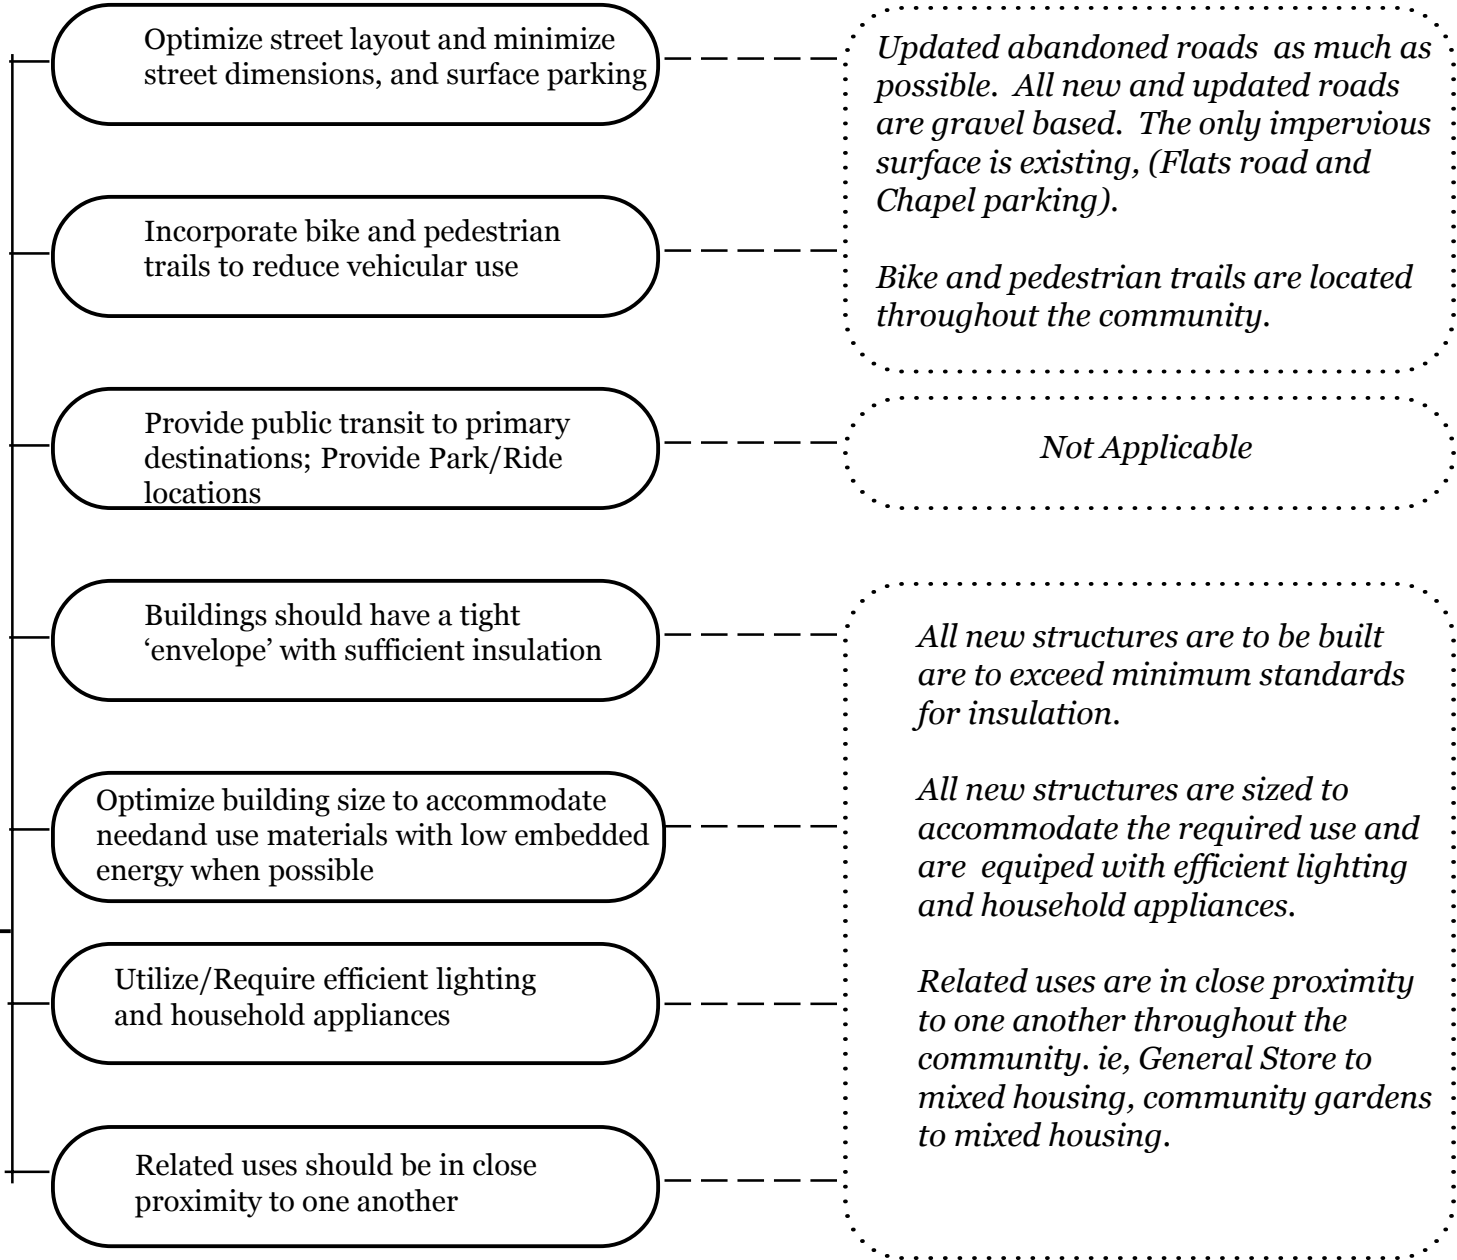 Optimize street layout and minimize
street dimensions, and surface parking
Updated abandoned roads  as much as
possible.  All new and updated roads
are gravel based.  The only impervious
surface is existing, (Flats road and
Chapel parking).
Incorporate bike and pedestrian
trails to reduce vehicular use
Bike and pedestrian trails are located
throughout the community.
Provide public transit to primary
destinations; Provide Park/Ride
locations
Not Applicable
Buildings should have a tight
‘envelope’ with sufficient insulation
All new structures are to be built
are to exceed minimum standards
for insulation.
Optimize building size to accommodate
needand use materials with low embedded
energy when possible
All new structures are sized to
accommodate the required use and
are  equiped with efficient lighting
and household appliances.
Utilize/Require efficient lighting
and household appliances
Related uses are in close proximity
to one another throughout the
community. ie, General Store to
mixed housing, community gardens
to mixed housing.
Related uses should be in close
proximity to one another